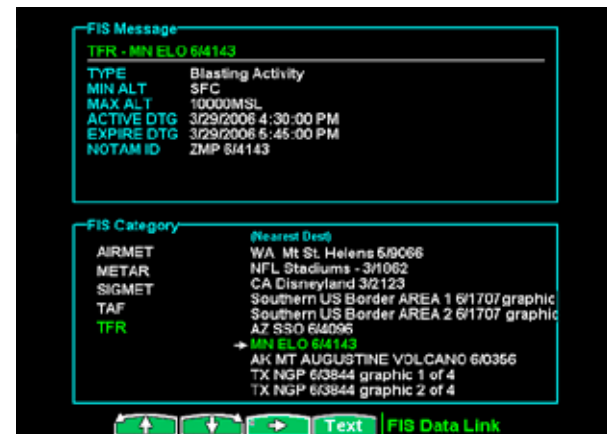 FIS Message
TFR - MN ELO 6/4143
TYPE Blasting Activity
MIN ALT SFC
MAX ALT 10000MSL
ACTIVE DTG 3/29/2006 4:30:00 PM
EXPIRE DTG 3/29/2006 5:45:00 PM
NOTAM ID ZMP 6/4143
FIS Category
(Nearest Dest)
AIRMET
METAR
SIGMET
TAF
TFR
WA Mt St. Helens 6/9066
NFL Stadiums - 3/1062
CA Disneyland 3/2123
Southern US Border AREA 1 6/1707graphic
Southern US Border AREA 2 6/1707 graphic
AZ SSO 6/4096
MN ELO 6/4143
AK MT AUGUSTINE VOLCANO 6/0356
TX NGP 6/3844 graphic 1 of 4
TX NGP 6/3844 graphic 2 of 4
Text FIS Data Link